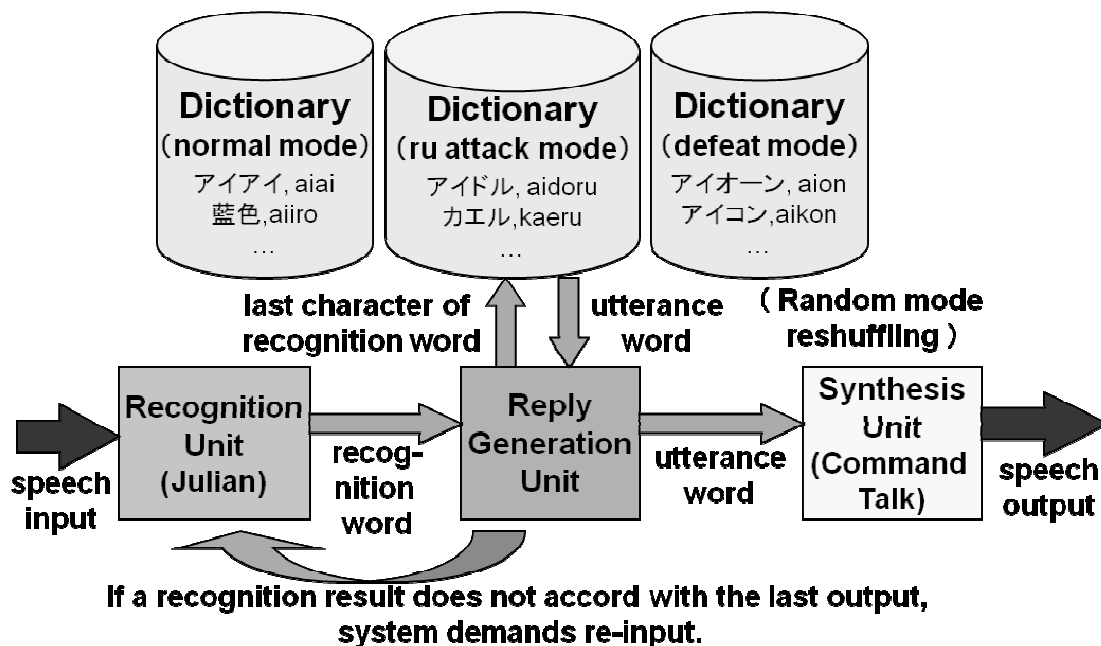 Dictionary
(normal mode)
アイアイ, aiai
藍色,aiiro
…
Dictionary
(ru attack mode)
アイドル, aidoru
カエル,kaeru
…
Dictionary
(defeat mode)
アイオーン, aion
アイコン,aikon
…
last character of
recognition word
utterance
word
( Random mode
reshuffling )
speech
input
Recognition
Unit
(Julian)
recog-
nition
word
Reply
Generation
Unit
utterance
word
Synthesis
Unit
(Command
Talk)
speech
output
If a recognition result does not accord with the last output,
system demands re-input.